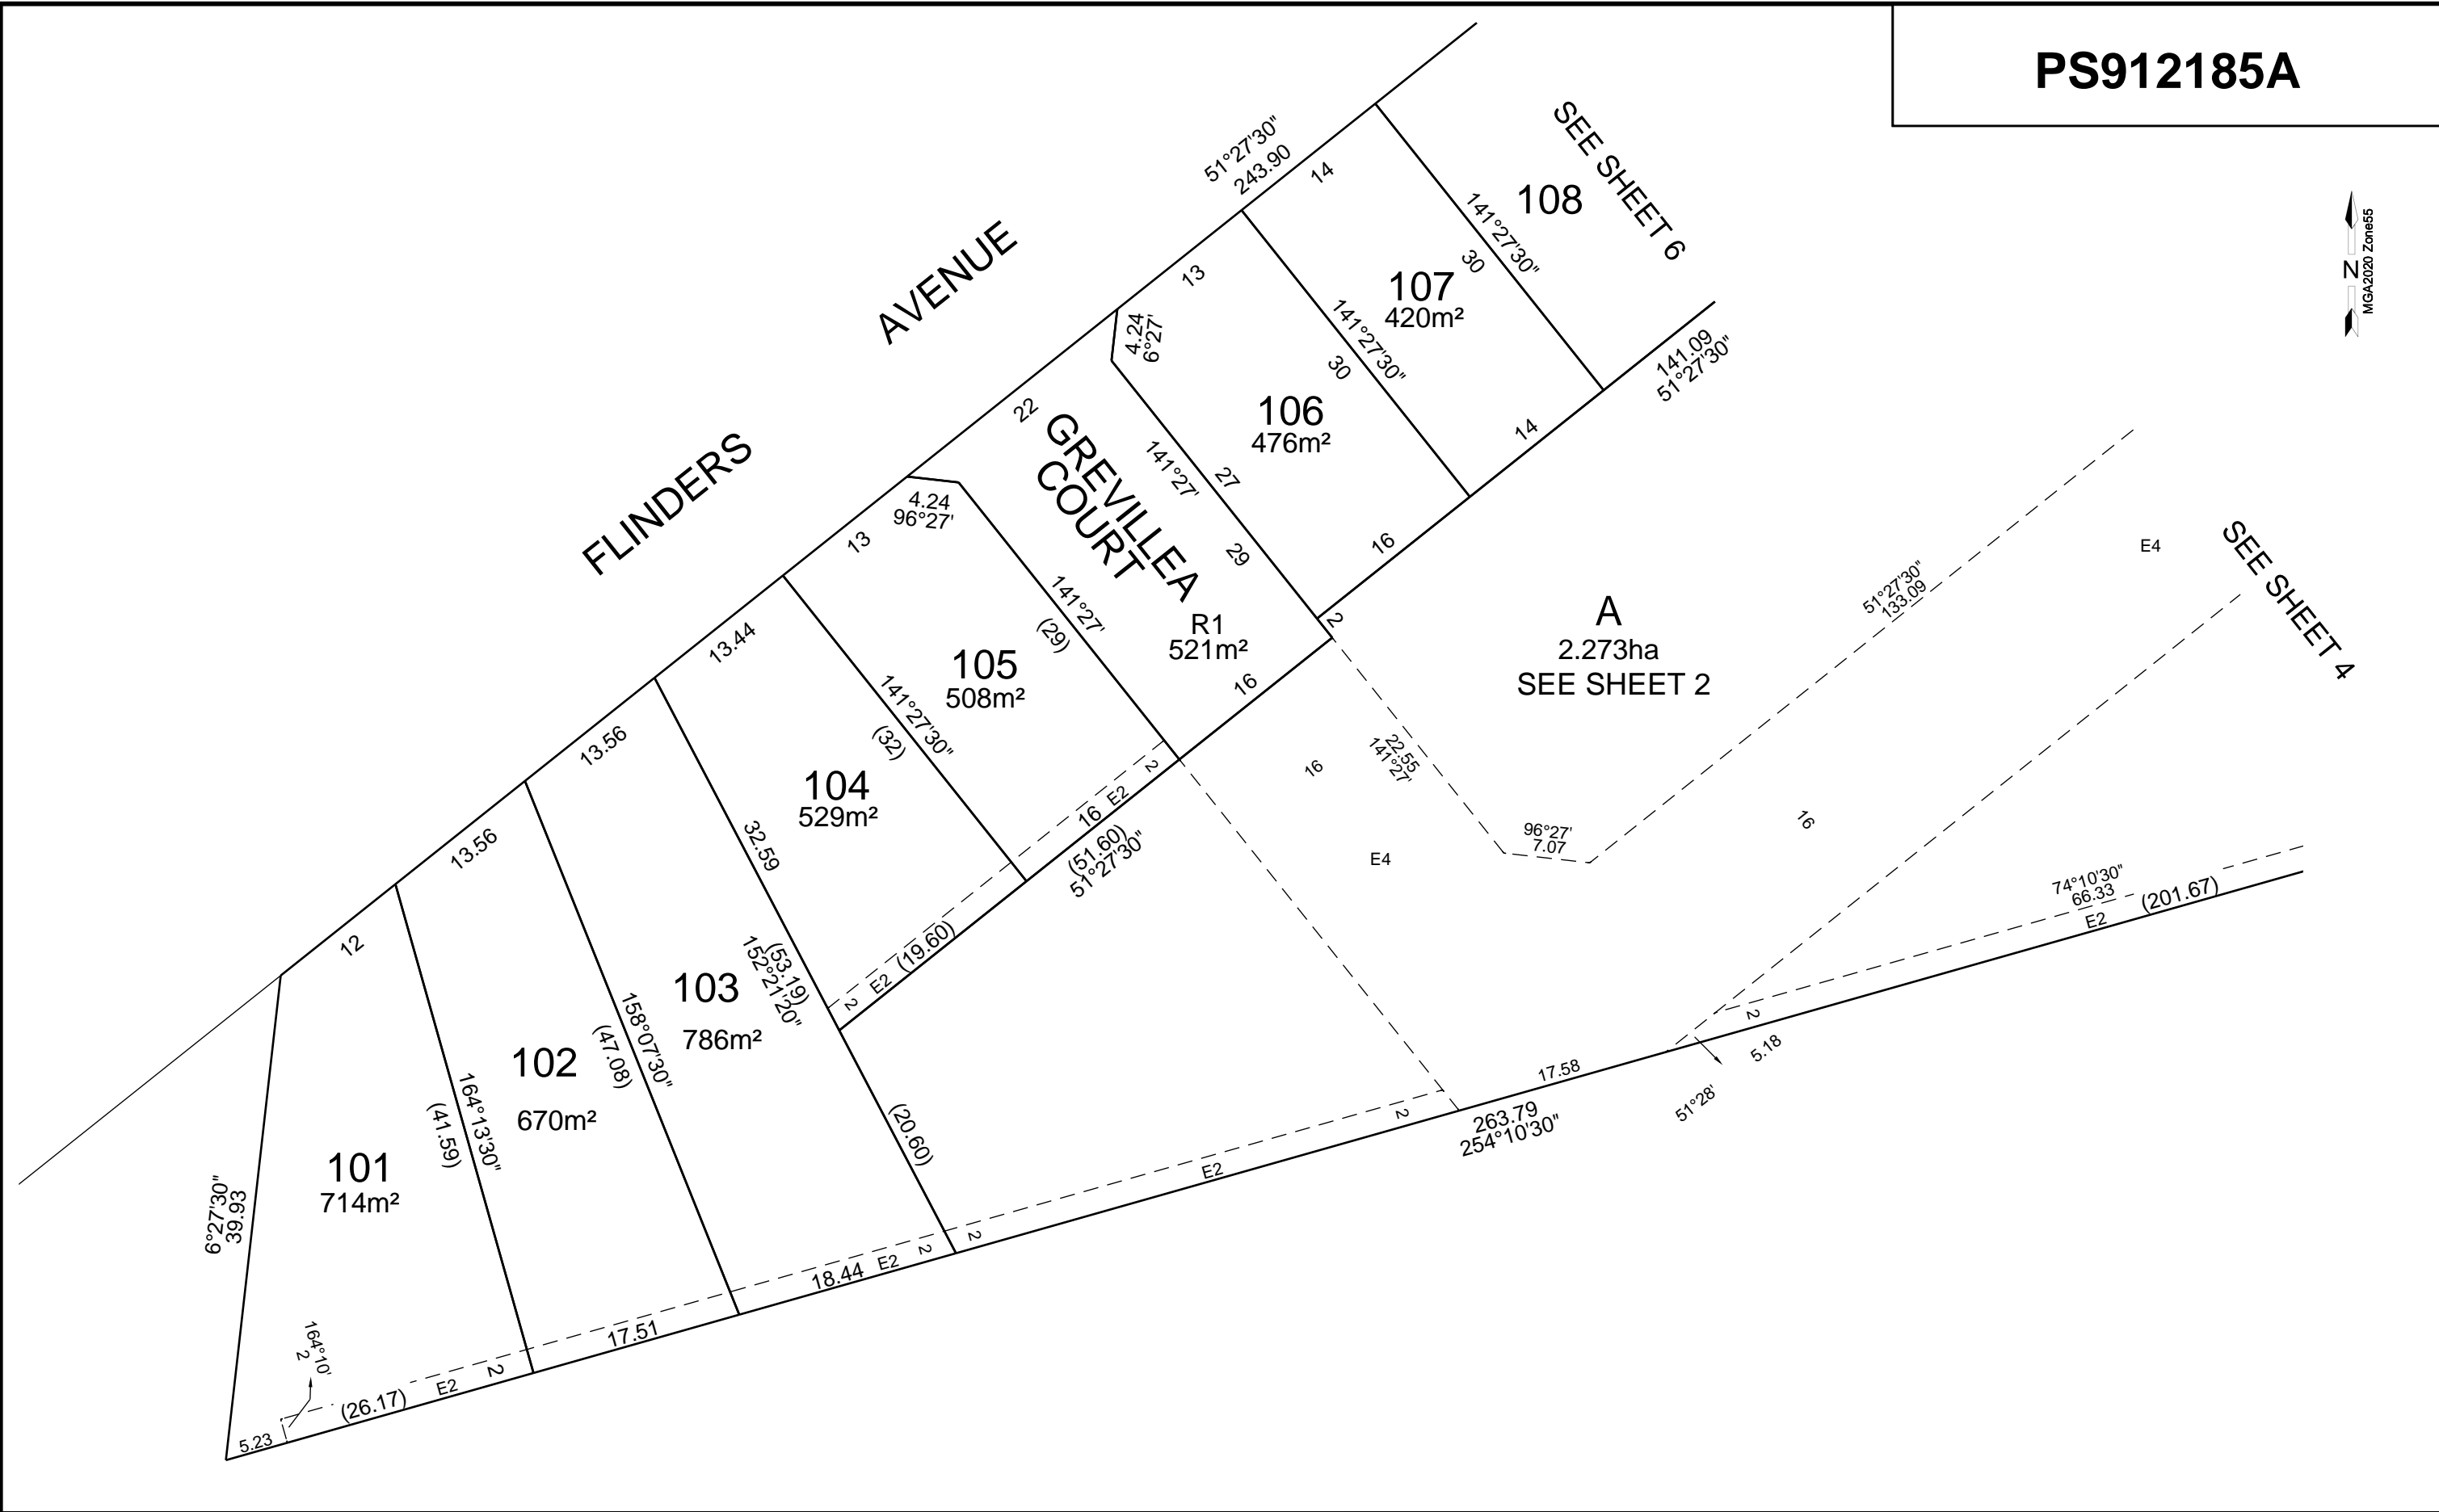 PS912185A
MGA2020 Zone55
N
SEE SHEET 6
108
141°27'30"
30
51°27'30"
243.90
14
107
420m²
141°27'30"
30
14
141.09
51°27'30"
AVENUE
13
4.24
6°27'
106
476m²
141°27'
27
29
16
2
22
GREVILLEA
COURT
R1
521m²
16
FLINDERS
4.24
96°27'
13
141°27'
(29)
105
508m²
2
E2
16
(51.60)
51°27'30"
13.44
141°27'30"
(32)
104
529m²
(19.60)
E2
2
13.56
32.59
(53.19)
152°21'20"
103
786m²
(20.60)
13.56
158°07'30"
(47.08)
102
670m²
12
164°13'30"
(41.59)
101
714m²
6°27'30"
39.93
164°10'
2
5.23
(26.17)
E2
2
17.51
18.44
E2
2
2
E2
2
263.79
254°10'30"
17.58
51°28'
5.18
2
E2
74°10'30"
66.33
(201.67)
A
2.273ha
SEE SHEET 2
22.55
141°27'
16
E4
96°27'
7.07
16
51°27'30"
133.09
E4
SEE SHEET 4